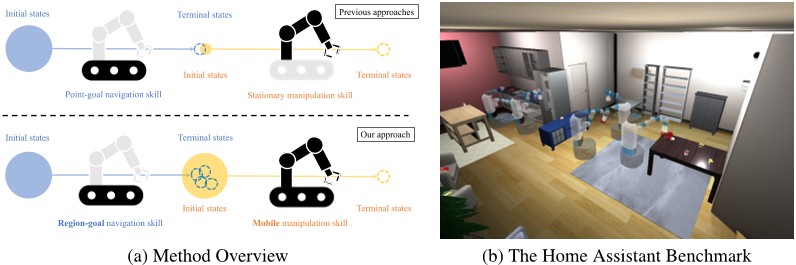 Initial states
Terminal states
Previous approaches
Initial states
Terminal states
Point-goal navigation skill
Stationary manipulation skill
Initial states
Terminal states
Our approach
Initial states
Terminal states
Region-goal navigation skill
Mobile manipulation skill
(a) Method Overview
(b) The Home Assistant Benchmark